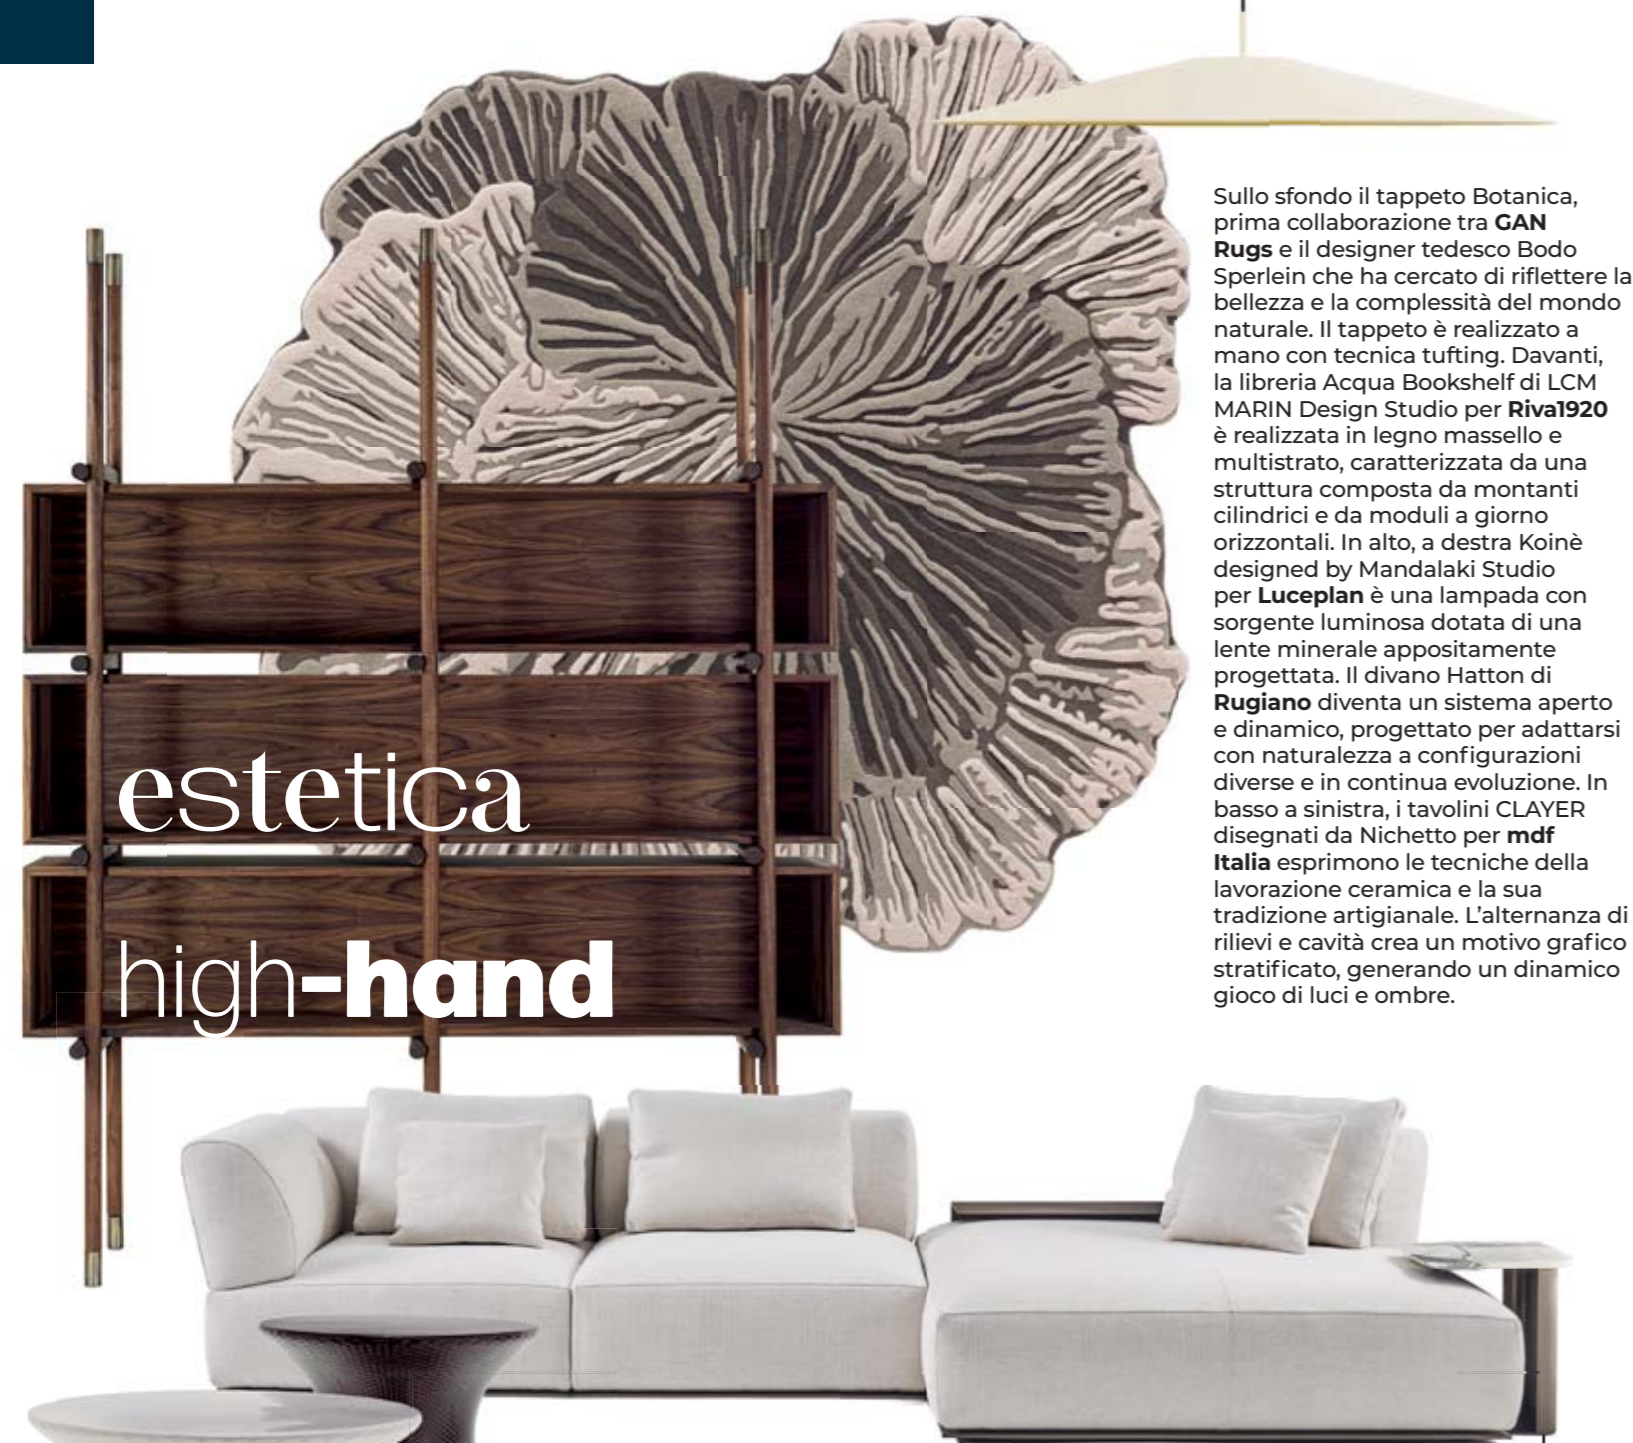 Sullo sfondo il tappeto Botanica,
prima collaborazione tra GAN
Rugs e il designer tedesco Bodo
Sperlein che ha cercato di riflettere la
bellezza e la complessità del mondo
naturale. Il tappeto è realizzato a
mano con tecnica tufting. Davanti,
la libreria Acqua Bookshelf di LCM
MARIN Design Studio per Riva1920
è realizzata in legno massello e
multistrato, caratterizzata da una
struttura composta da montanti
cilindrici e da moduli a giorno
orizzontali. In alto, a destra Koinè
designed by Mandalaki Studio
per Luceplan è una lampada con
sorgente luminosa dotata di una
lente minerale appositamente
progettata. Il divano Hatton di
Rugiano diventa un sistema aperto
e dinamico, progettato per adattarsi
con naturalezza a configurazioni
diverse e in continua evoluzione. In
basso a sinistra, i tavolini CLAYER
disegnati da Nichetto per mdf
Italia esprimono le tecniche della
lavorazione ceramica e la sua
tradizione artigianale. L'alternanza di
rilievi e cavità crea un motivo grafico
stratificato, generando un dinamico
gioco di luci e ombre.
estetica
high-hand